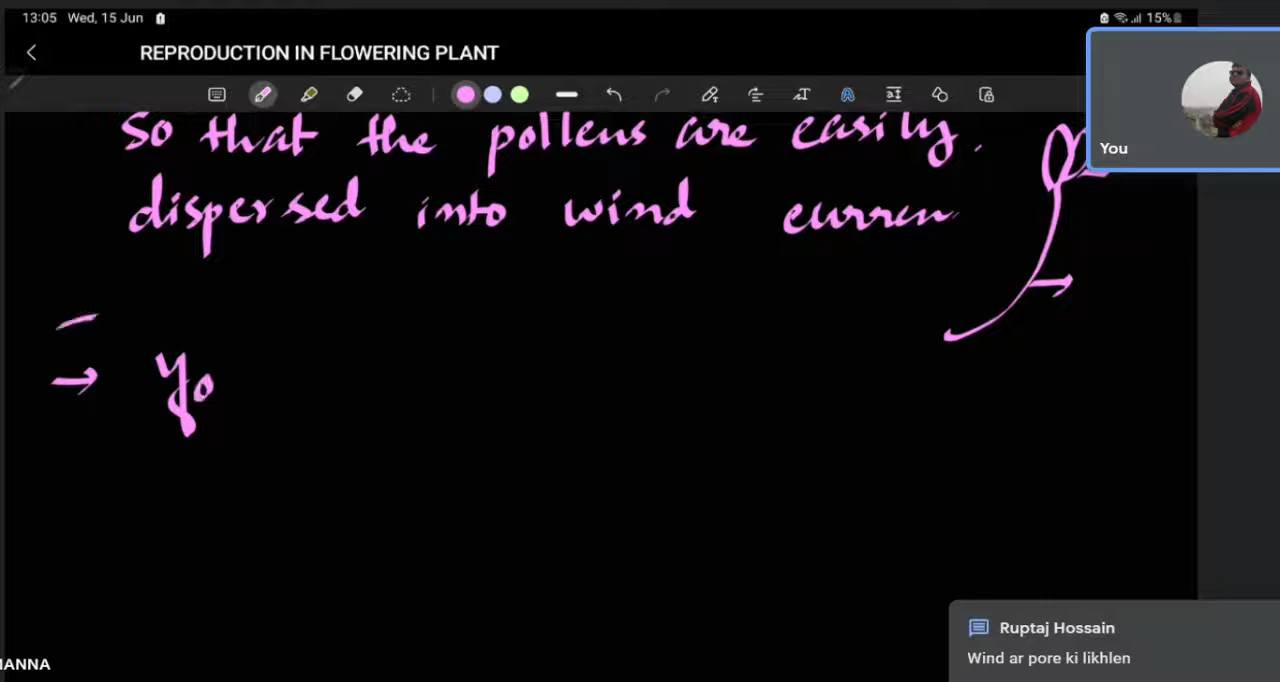 13:05 Wed, 15 Jun
15%
REPRODUCTION IN FLOWERING PLANT
So that the pollens are easily.
dispersed into wind curren
→ Yo
You
Ruptaj Hossain
Wind ar pore ki likhlen
MANNA